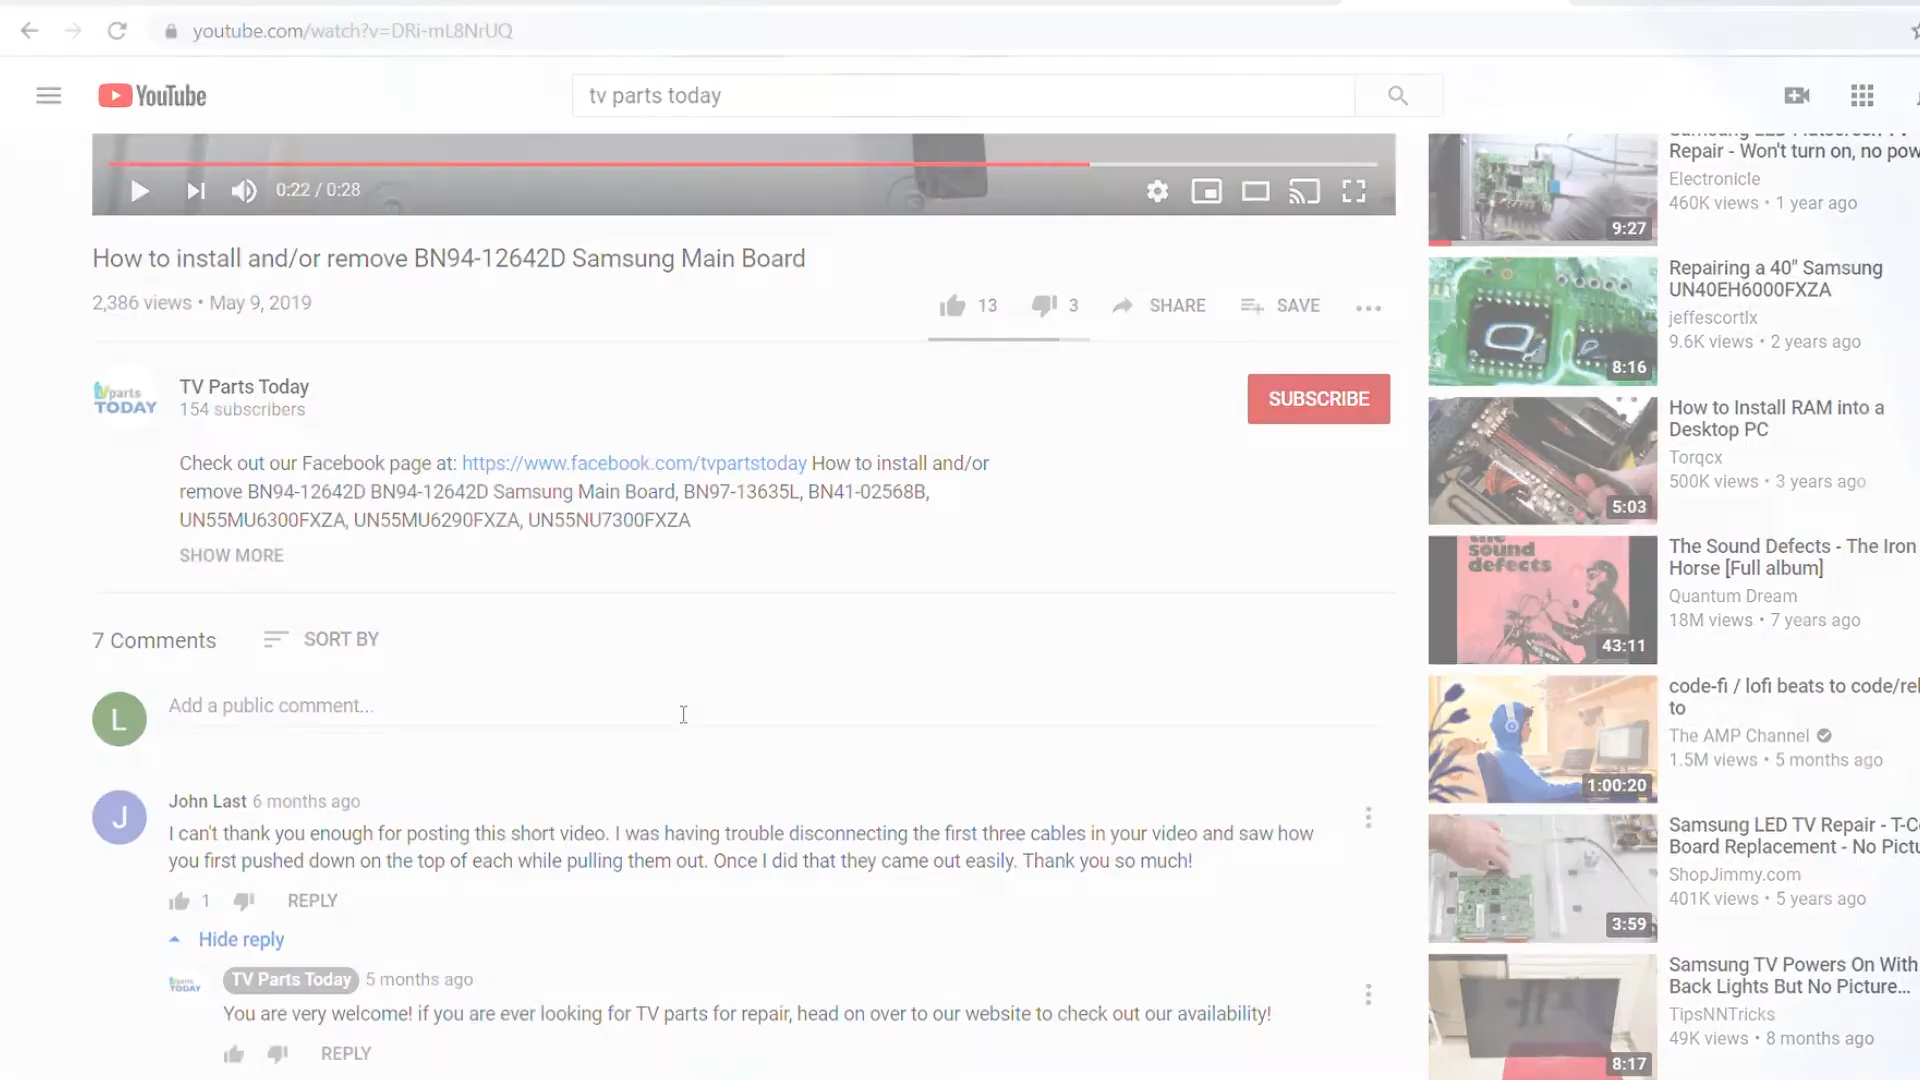 youtube.com/watch?v=DRi-mL8NrUQ
YouTube
tv parts today
0:22 / 0:28
How to install and/or remove BN94-12642D Samsung Main Board
2,386 views • May 9, 2019
13
3
SHARE
SAVE
TV Parts Today
154 subscribers
SUBSCRIBE
Check out our Facebook page at: https://www.facebook.com/tvpartstoday How to install and/or
remove BN94-12642D BN94-12642D Samsung Main Board, BN97-13635L, BN41-02568B,
UN55MU6300FXZA, UN55MU6290FXZA, UN55NU7300FXZA
SHOW MORE
7 Comments
SORT BY
L
Add a public comment...
J
John Last 6 months ago
I can't thank you enough for posting this short video. I was having trouble disconnecting the first three cables in your video and saw how
you first pushed down on the top of each while pulling them out. Once I did that they came out easily. Thank you so much!
1
REPLY
Hide reply
TV Parts Today 5 months ago
You are very welcome! if you are ever looking for TV parts for repair, head on over to our website to check out our availability!
REPLY
Repair - Won't turn on, no pow
Electronicle
460K views • 1 year ago
9:27
Repairing a 40" Samsung
UN40EH6000FXZA
jeffescortlx
9.6K views • 2 years ago
8:16
How to Install RAM into a
Desktop PC
Torqcx
500K views • 3 years ago
5:03
sound
defects
The Sound Defects - The Iron
Horse [Full album]
Quantum Dream
18M views • 7 years ago
43:11
code-fi / lofi beats to code/rel
to
The AMP Channel
1.5M views • 5 months ago
1:00:20
Samsung LED TV Repair - T-C
Board Replacement - No Pictu
ShopJimmy.com
401K views • 5 years ago
3:59
Samsung TV Powers On With
Back Lights But No Picture...
TipsNNTricks
49K views • 8 months ago
8:17